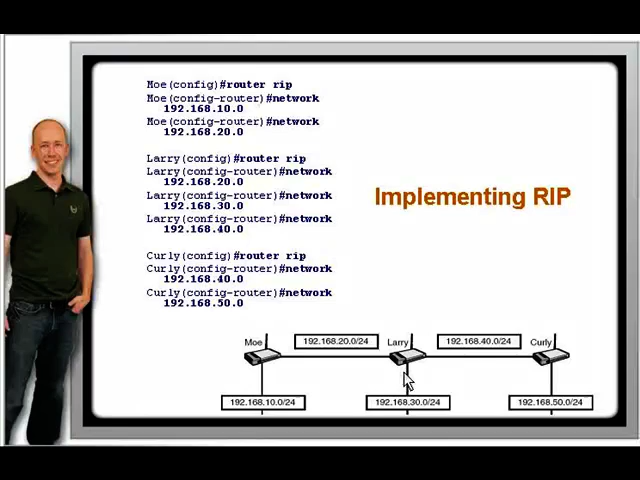 Moe(config)#router rip
Moe(config-router)#network
192.168.10.0
Moe(config-router)#network
192.168.20.0
Larry(config)#router rip
Larry(config-router)#network
192.168.20.0
Larry(config-router)#network
192.168.30.0
Larry(config-router)#network
192.168.40.0
Curly(config)#router rip
Curly(config-router)#network
192.168.40.0
Curly(config-router)#network
192.168.50.0
Implementing RIP
Moe 192.168.20.0/24 Larry 192.168.40.0/24 Curly
192.168.10.0/24 192.168.30.0/24 192.168.50.0/24